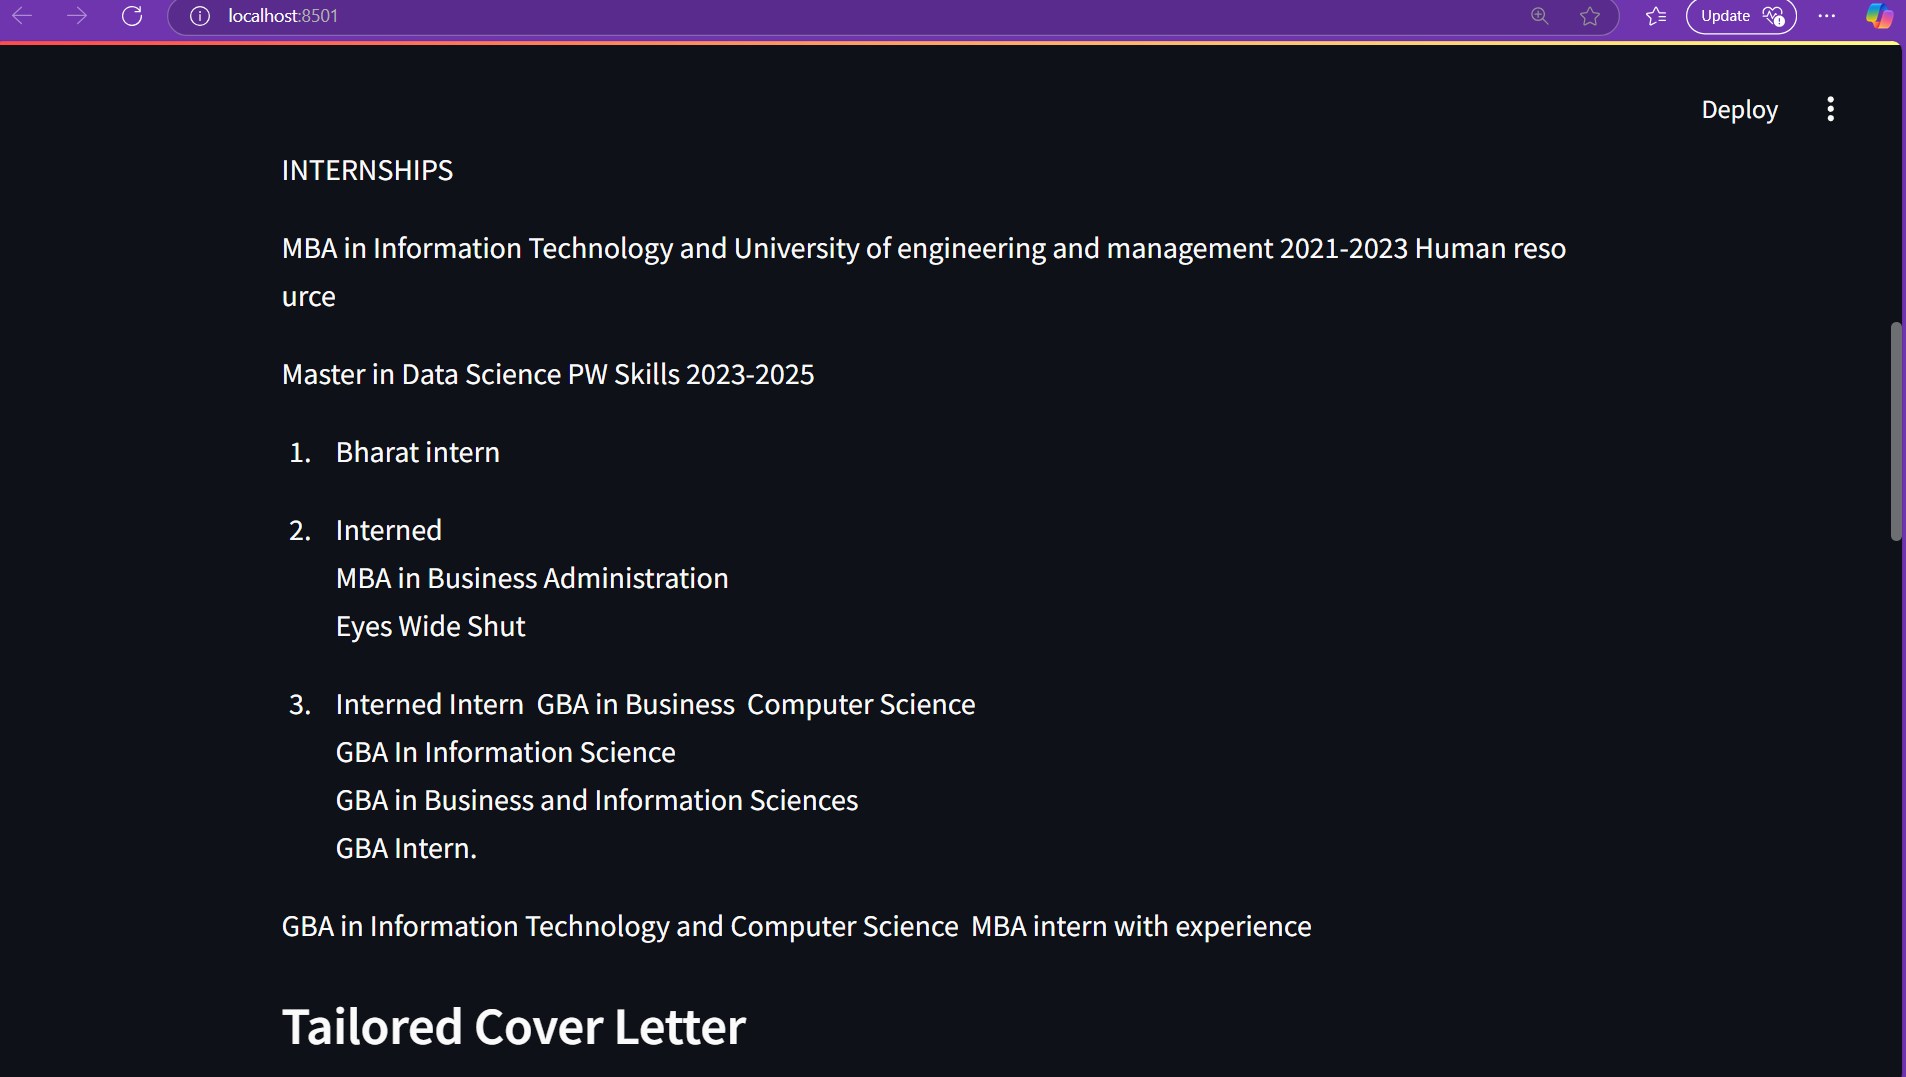 localhost:8501
Update
Deploy
INTERNSHIPS
MBA in Information Technology and University of engineering and management 2021-2023 Human reso
urce
Master in Data Science PW Skills 2023-2025
1. Bharat intern
2. Interned
MBA in Business Administration
Eyes Wide Shut
3. Interned Intern  GBA in Business  Computer Science
GBA In Information Science
GBA in Business and Information Sciences
GBA Intern.
GBA in Information Technology and Computer Science  MBA intern with experience
Tailored Cover Letter